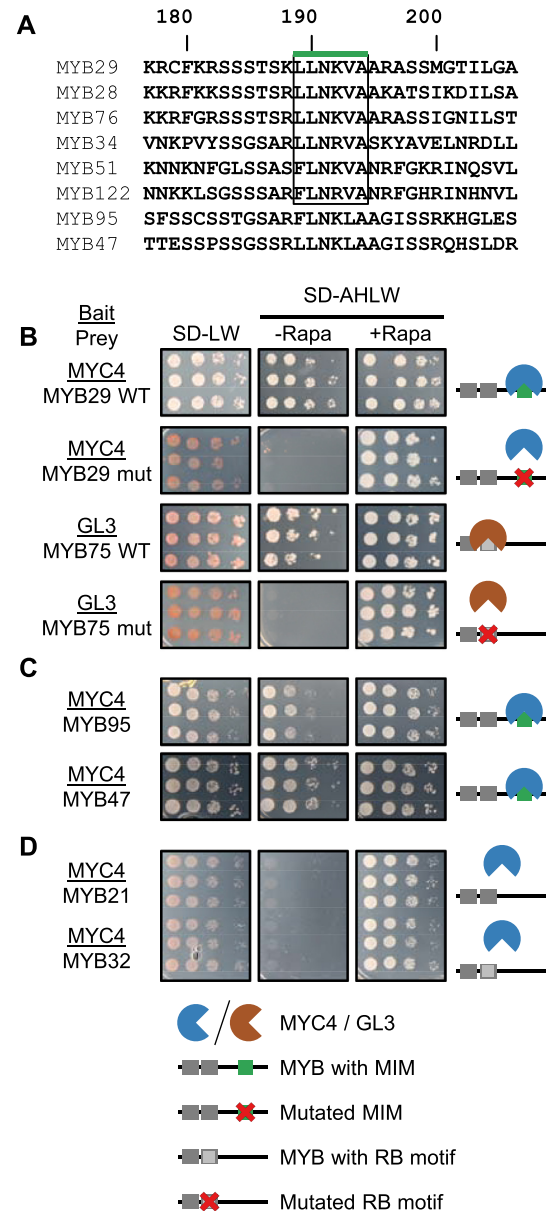 A
180 190 200
MYB29 KRCFKRSSSTSKLLNKVAARASSMGTILGA
MYB28 KKRFKKSSSTSKLLNKVAAKATSIKDILSA
MYB76 KKRFGRSSSTSKLLNKVAARASSIGNILST
MYB34 VNKPVYSSGSARLLNRVASKYAVELNRDLL
MYB51 KNNKNFGLSSASFLNKVANRFGKRINQSVL
MYB122 NNKKLSGSSSARFLNRVANRFGHRINHNVL
MYB95 SFSSCSSTGSARFLNKLAAGISSRKHGLES
MYB47 TTESSPSSGSSRLLNKLAAGISSRQHSLDR
SD-AHLW
B
Bait
Prey
SD-LW -Rapa +Rapa
MYC4
MYB29 WT
MYC4
MYB29 mut
GL3
MYB75 WT
GL3
MYB75 mut
C
MYC4
MYB95
MYC4
MYB47
D
MYC4
MYB21
MYC4
MYB32
MYC4 / GL3
MYB with MIM
Mutated MIM
MYB with RB motif
Mutated RB motif